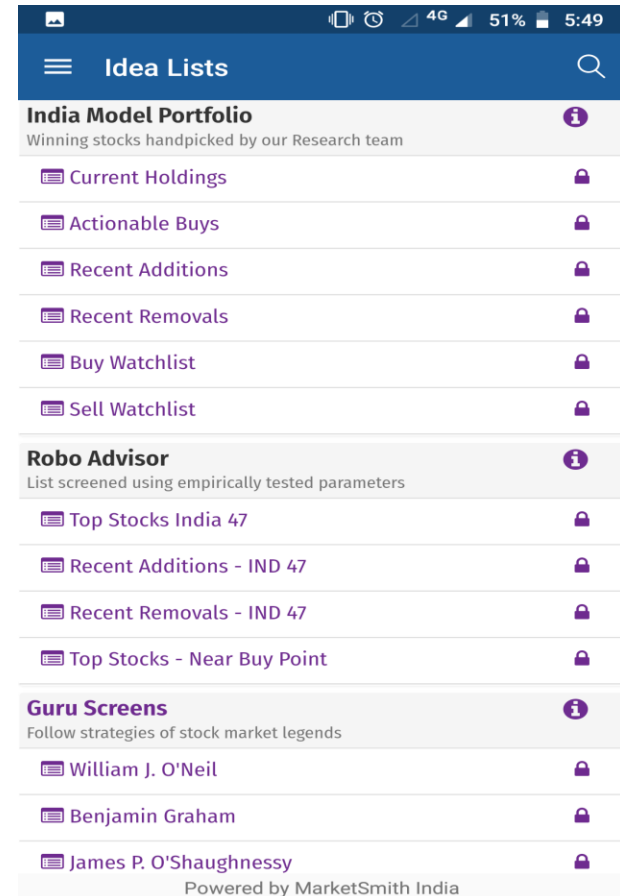 4G 51% 5:49
Idea Lists
India Model Portfolio
Winning stocks handpicked by our Research team
Current Holdings
Actionable Buys
Recent Additions
Recent Removals
Buy Watchlist
Sell Watchlist
Robo Advisor
List screened using empirically tested parameters
Top Stocks India 47
Recent Additions - IND 47
Recent Removals - IND 47
Top Stocks - Near Buy Point
Guru Screens
Follow strategies of stock market legends
William J. O'Neil
Benjamin Graham
James P. O'Shaughnessy
Powered by MarketSmith India